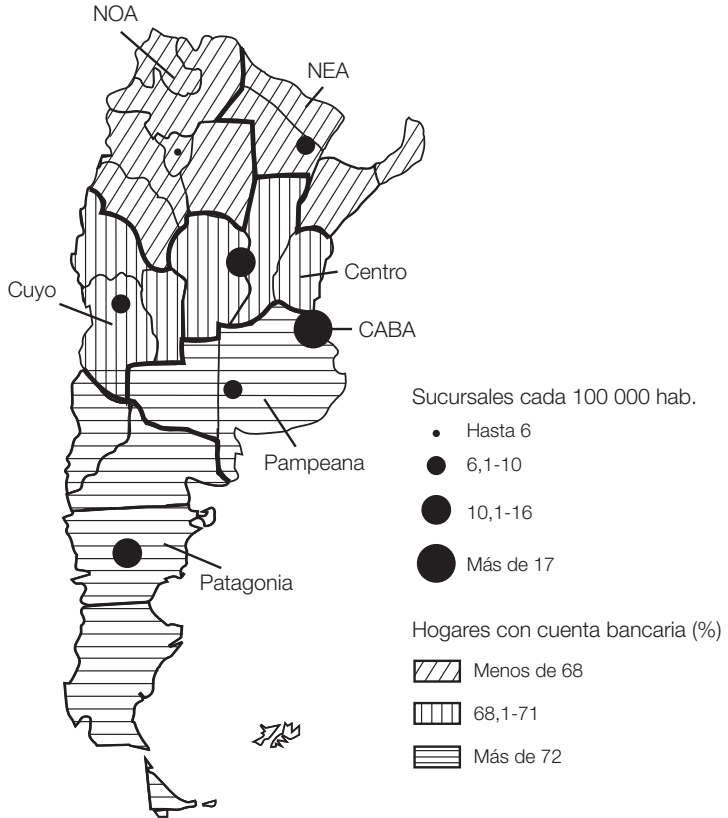 NOA
NEA
Centro
Cuyo
CABA
Pampeana
Patagonia
Sucursales cada 100 000 hab.
Hasta 6
6,1-10
10,1-16
Más de 17
Hogares con cuenta bancaria (%)
Menos de 68
68,1-71
Más de 72